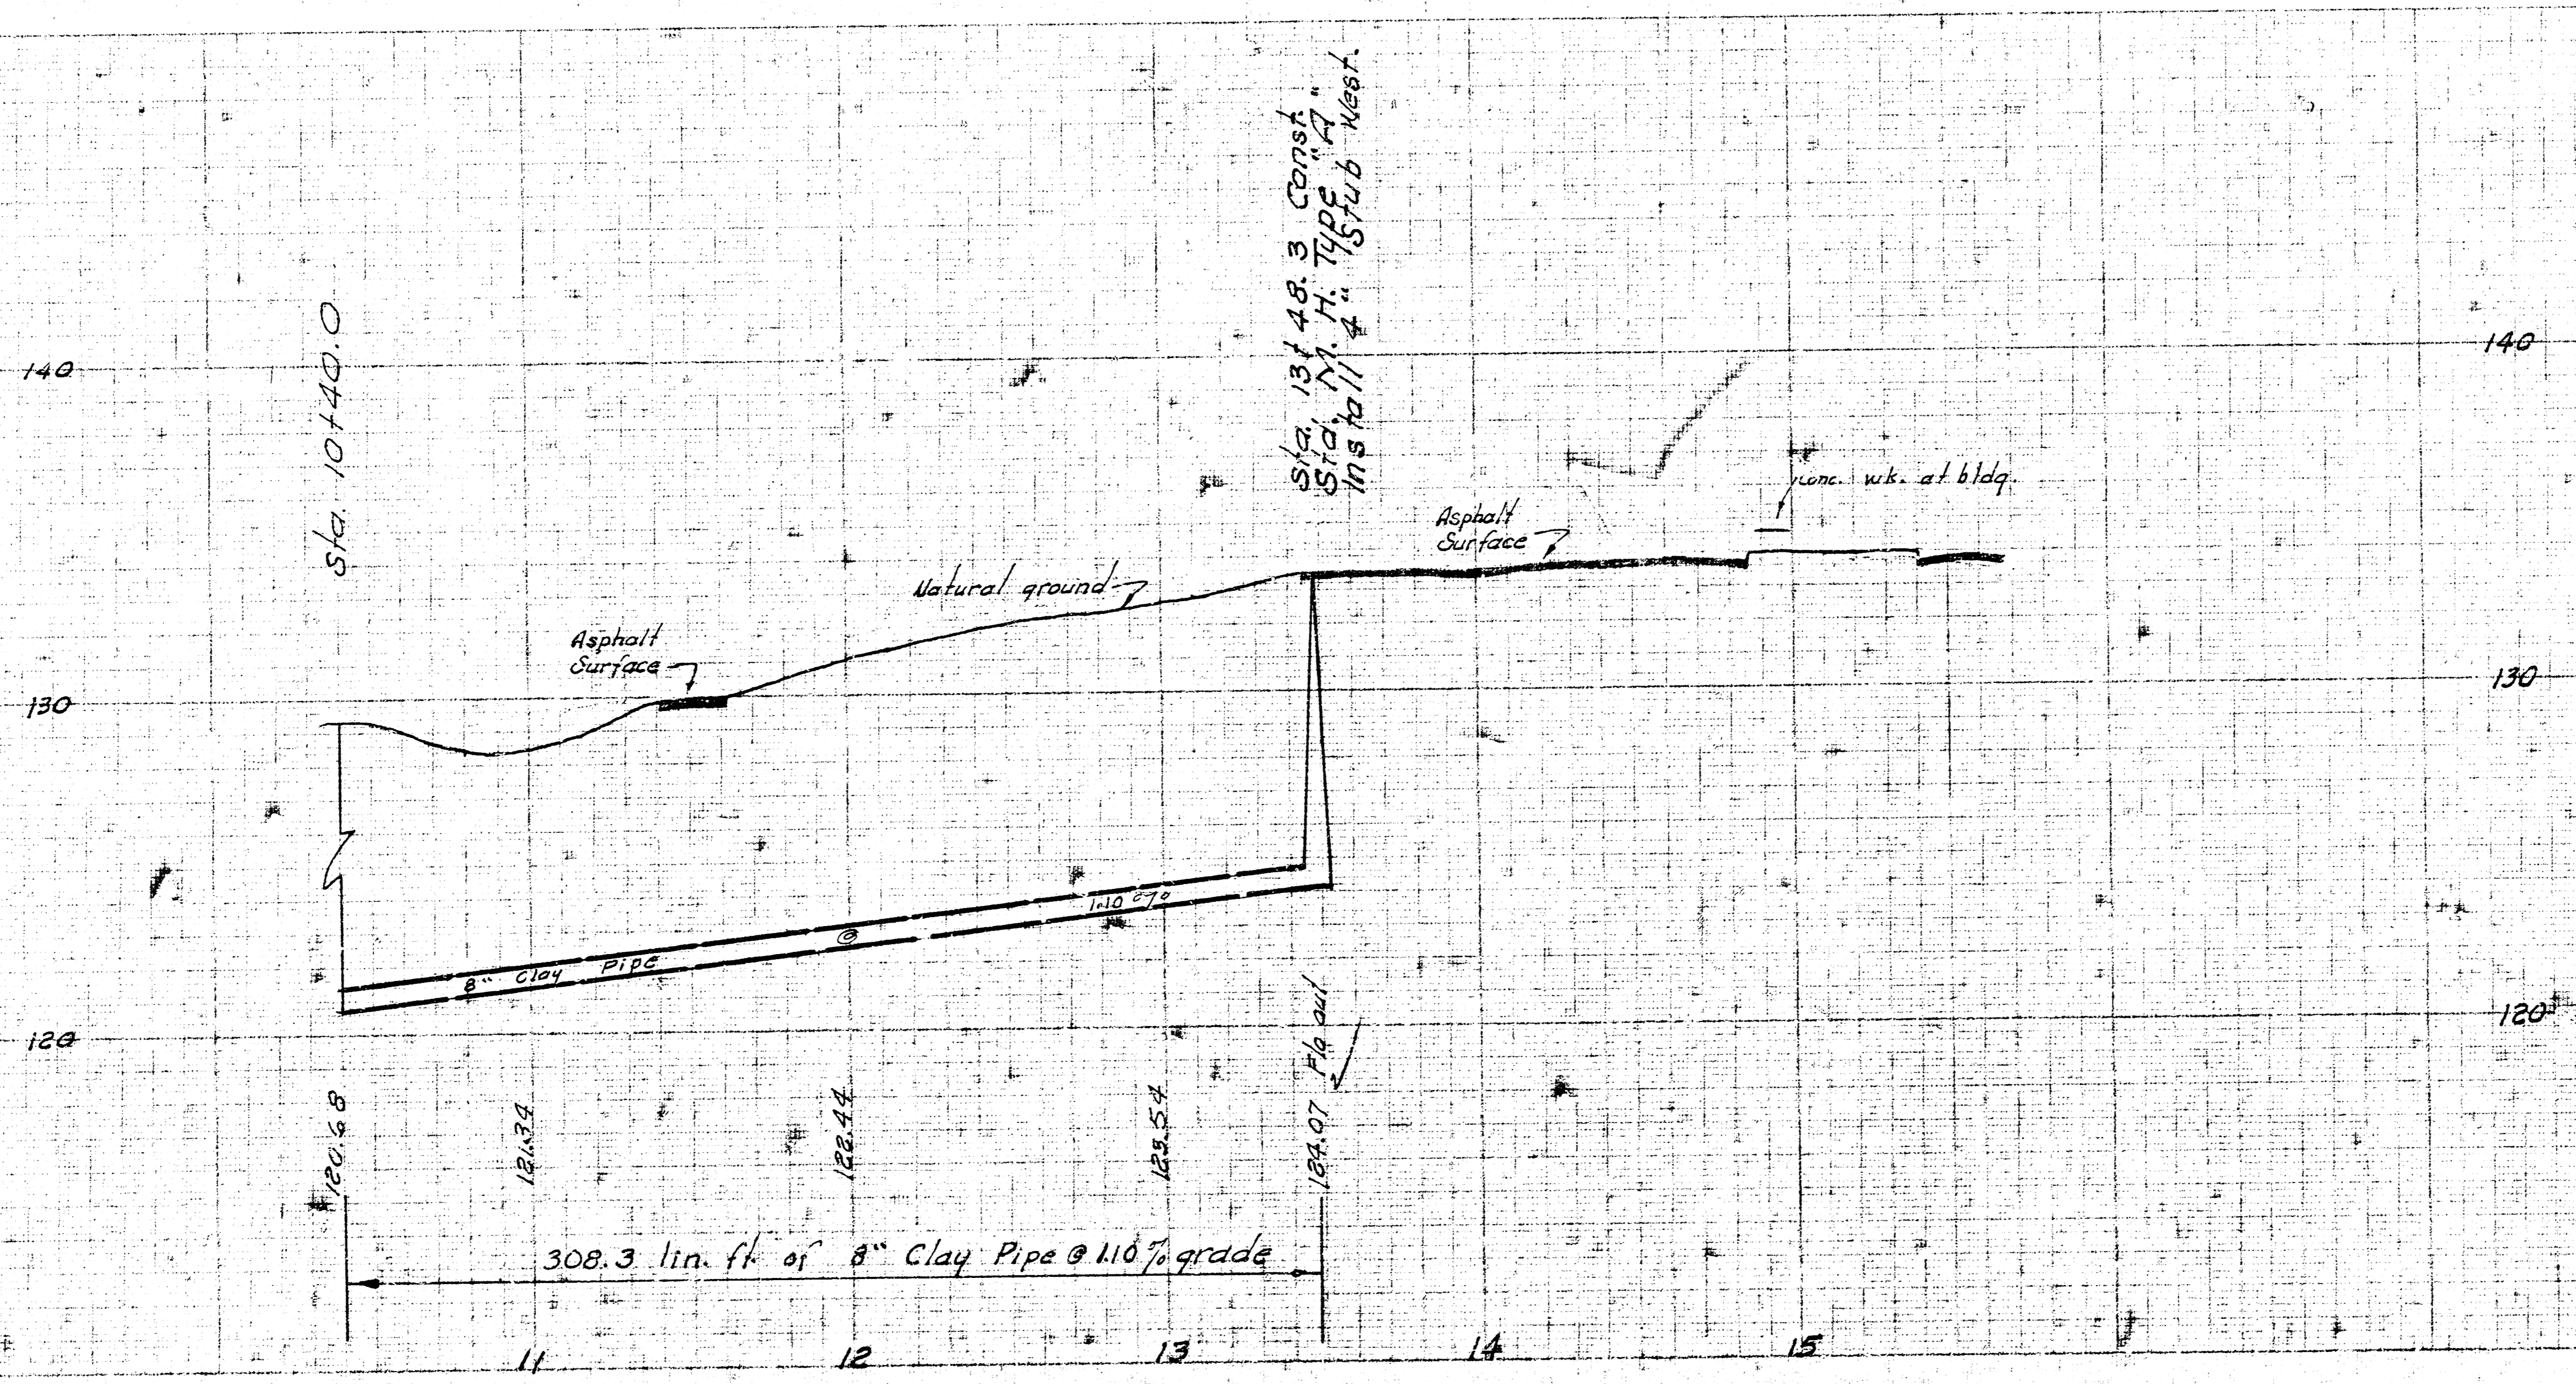 Sta. 10+40.0
Sta. 13+48.3 Const.
Std. M. H. TYPE "A"
Install 4" Stub West.
140
140
conc. wk. at bldg.
Asphalt
Surface
Natural ground
Asphalt
Surface
130
130
8" Clay Pipe @ 1.10 %
120
120
120.68
121.34
122.44
123.54
124.07 Flo out
308.3 lin. ft. of 8" Clay Pipe @ 1.10 % grade
11
12
13
14
15